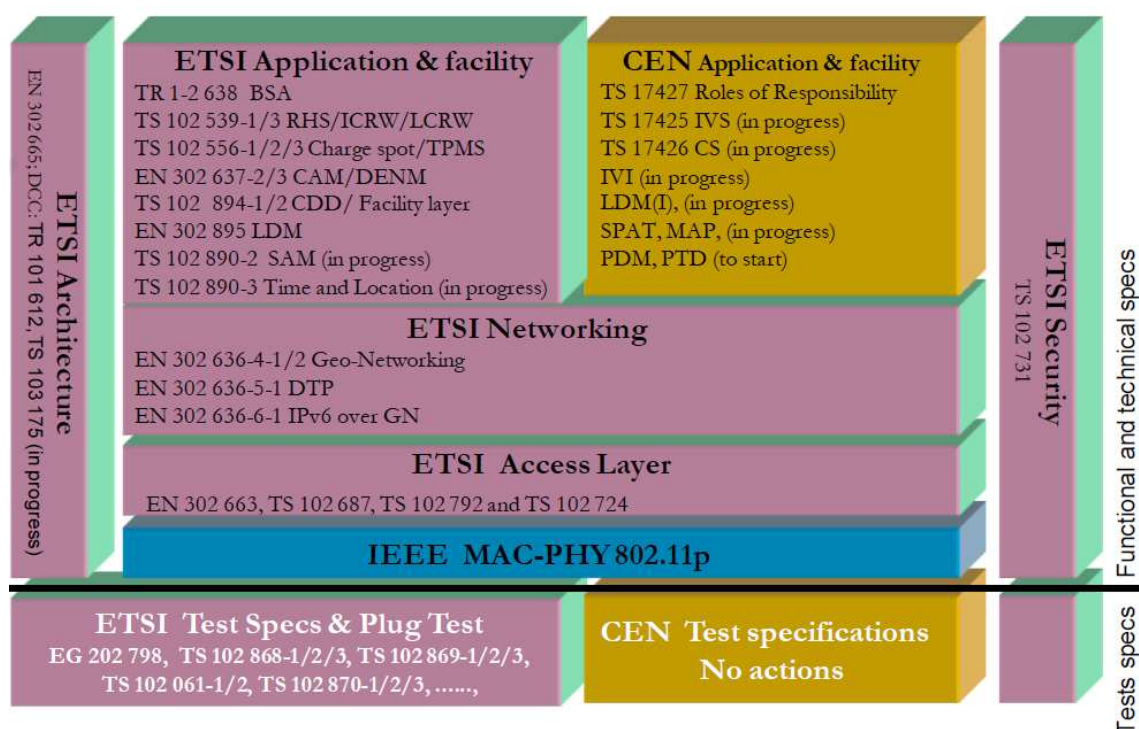 EN 302 665; DCC: TR 101 612, TS 103 175 (in progress)
ETSI Architecture
ETSI Application & facility
TR 1-2 638 BSA
TS 102 539-1/3 RHS/ICRW/LCRW
TS 102 556-1/2/3 Charge spot/TPMS
EN 302 637-2/3 CAM/DENM
TS 102 894-1/2 CDD/ Facility layer
EN 302 895 LDM
TS 102 890-2 SAM (in progress)
TS 102 890-3 Time and Location (in progress)
CEN Application & facility
TS 17427 Roles of Responsibility
TS 17425 IVS (in progress)
TS 17426 CS (in progress)
IVI (in progress)
LDM(I), (in progress)
SPAT, MAP, (in progress)
PDM, PTD (to start)
ETSI Networking
EN 302 636-4-1/2 Geo-Networking
EN 302 636-5-1 DTP
EN 302 636-6-1 IPv6 over GN
ETSI Access Layer
EN 302 663, TS 102 687, TS 102 792 and TS 102 724
IEEE MAC-PHY 802.11p
ETSI Security
TS 102 731
Functional and technical specs
ETSI Test Specs & Plug Test
EG 202 798, TS 102 868-1/2/3, TS 102 869-1/2/3,
TS 102 061-1/2, TS 102 870-1/2/3, ......,
CEN Test specifications
No actions
Tests specs